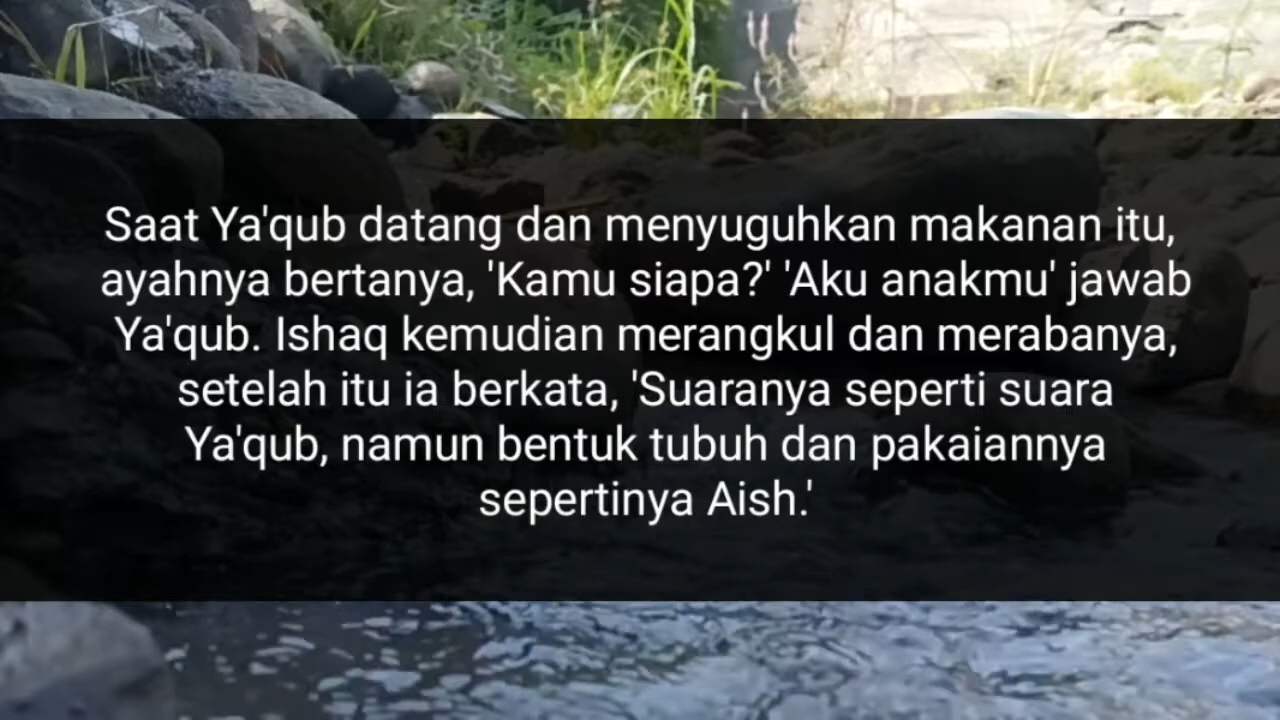 Saat Ya'qub datang dan menyuguhkan makanan itu,
ayahnya bertanya, 'Kamu siapa?' 'Aku anakmu' jawab
Ya'qub. Ishaq kemudian merangkul dan merabanya,
setelah itu ia berkata, 'Suaranya seperti suara
Ya'qub, namun bentuk tubuh dan pakaiannya
sepertinya Aish.'